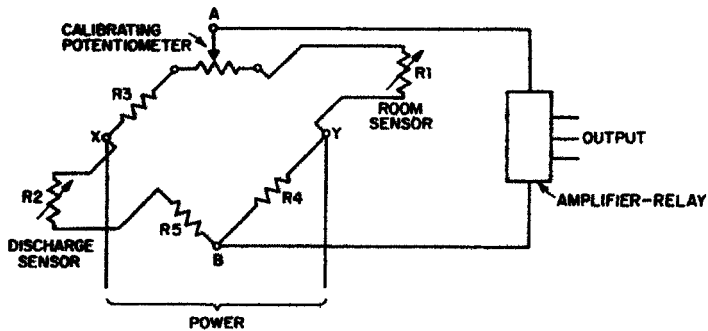 A
CALIBRATING
POTENTIOMETER
R3
R1
ROOM
SENSOR
X
Y
OUTPUT
R2
R4
R5
AMPLIFIER-RELAY
DISCHARGE
SENSOR
B
POWER